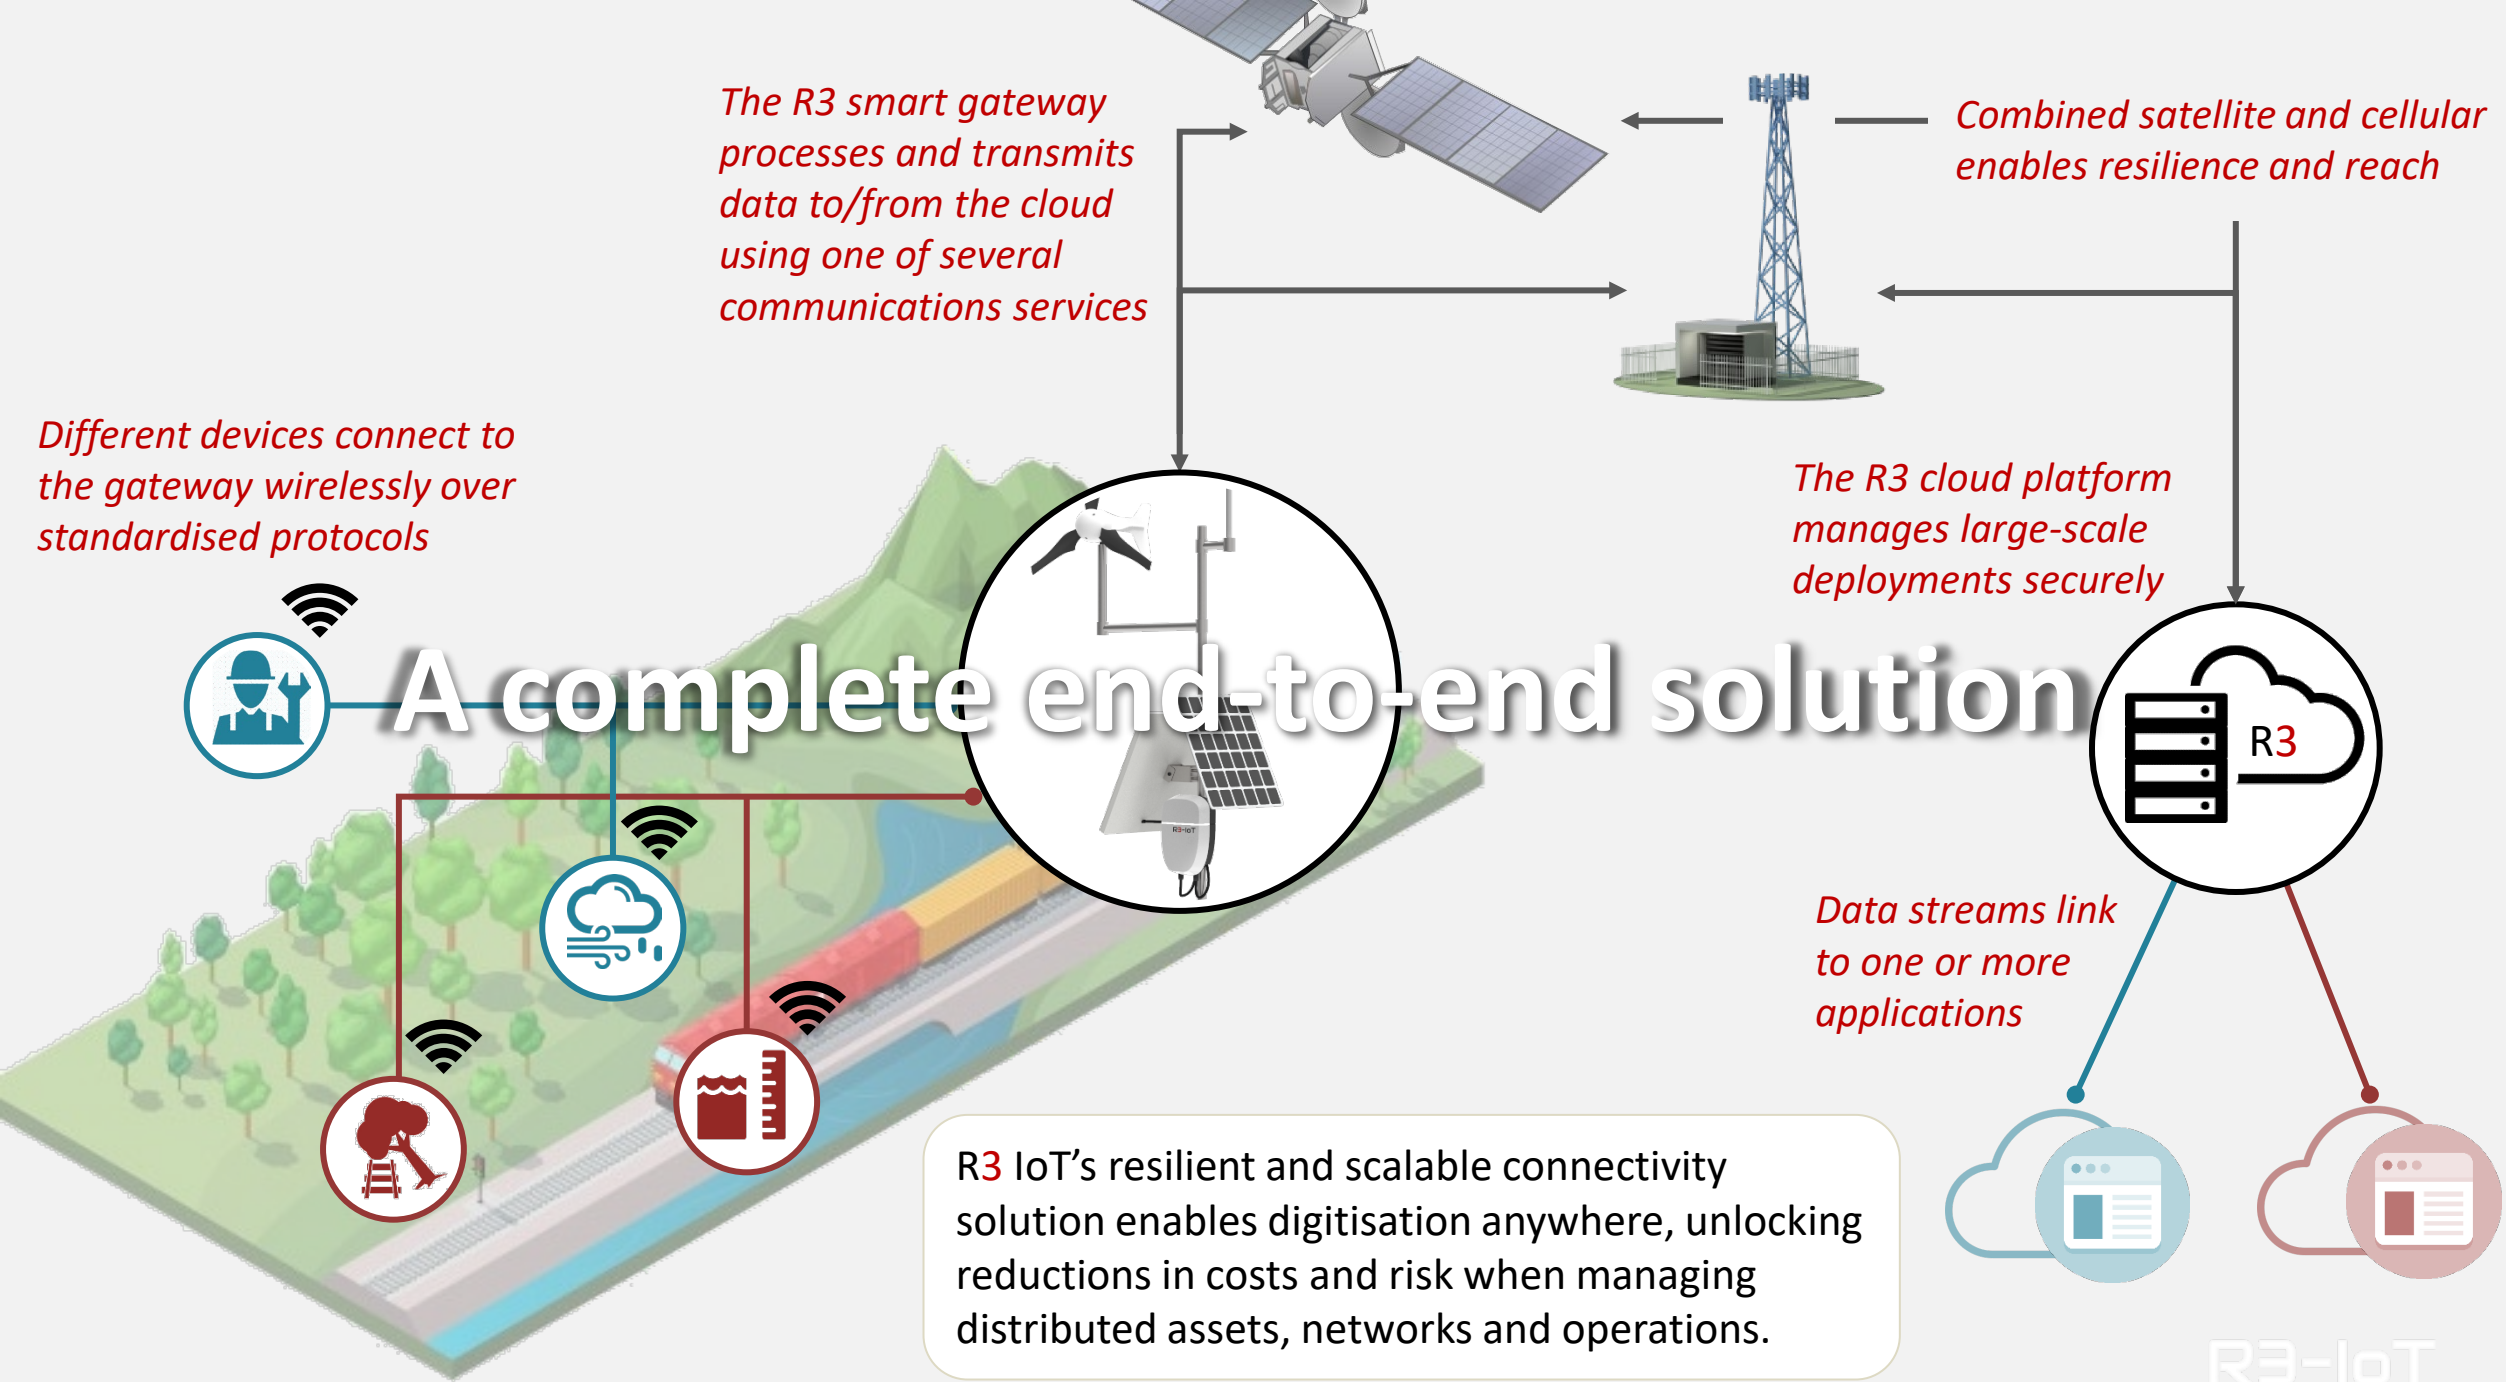 The R3 smart gateway
processes and transmits
data to/from the cloud
using one of several
communications services
Combined satellite and cellular
enables resilience and reach
Different devices connect to
the gateway wirelessly over
standardised protocols
The R3 cloud platform
manages large-scale
deployments securely
A complete end-to-end solution
R3
R3-IoT
Data streams link
to one or more
applications
R3 IoT’s resilient and scalable connectivity
solution enables digitisation anywhere, unlocking
reductions in costs and risk when managing
distributed assets, networks and operations.
R3-IoT